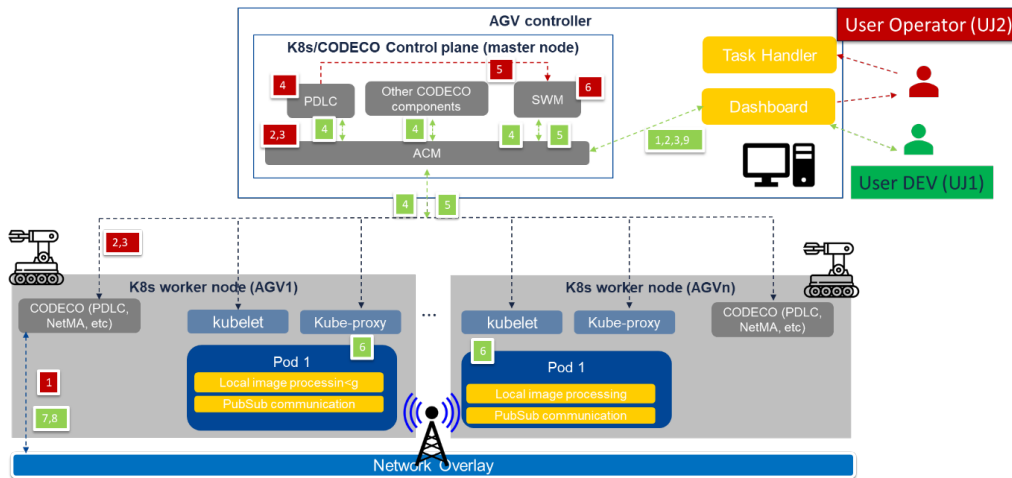 AGV controller
User Operator (UJ2)
K8s/CODECO Control plane (master node)
Task Handler
5
4
6
PDLC
Other CODECO
components
SWM
Dashboard
4
4
4
5
2,3
1,2,3,9
ACM
User DEV (UJ1)
4
5
2,3
K8s worker node (AGV1)
K8s worker node (AGVn)
CODECO (PDLC,
NetMA, etc)
kubelet
Kube-proxy
...
kubelet
Kube-proxy
CODECO (PDLC,
NetMA, etc)
6
6
Pod 1
Pod 1
Local image processin<g
Local image processing
1
PubSub communication
PubSub communication
7,8
Network Overlay